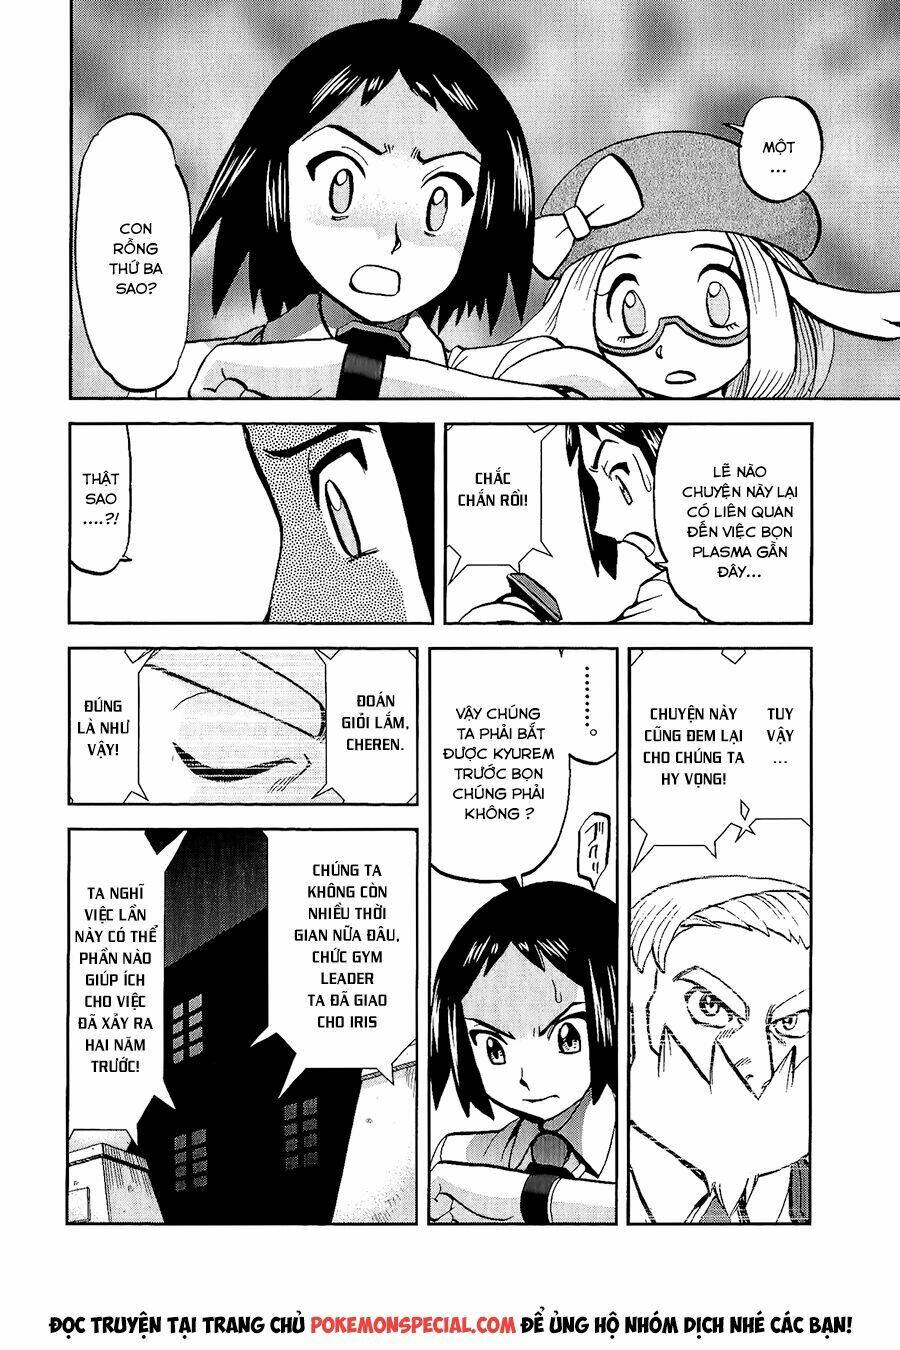 MỘT
...
CON
RỒNG
THỨ BA
SAO?
LẼ NÀO
CHUYỆN NÀY LẠI
CÓ LIÊN QUAN
ĐẾN VIỆC BỌN
PLASMA GẦN
ĐÂY...
CHẮC
CHẮN RỒI!
THẬT
SAO
....?!
TUY
VẬY
...
CHUYỆN NÀY
CŨNG ĐEM LẠI
CHO CHÚNG TA
HY VỌNG!
.........
VẬY CHÚNG
TA PHẢI BẮT
ĐƯỢC KYUREM
TRƯỚC BỌN
CHÚNG PHẢI
KHÔNG ?
ĐOÁN
GIỎI LẮM,
CHEREN.
ĐÚNG
LÀ NHƯ
VẬY!
CHÚNG TA
KHÔNG CÒN
NHIỀU THỜI
GIAN NỮA ĐÂU,
CHỨC GYM
LEADER
TA ĐÃ GIAO
CHO IRIS
TA NGHĨ
VIỆC LẦN
NÀY CÓ THỂ
PHẦN NÀO
GIÚP ÍCH
CHO VIỆC
ĐÃ XẢY RA
HAI NĂM
TRƯỚC!
ĐỌC TRUYỆN TẠI TRANG CHỦ POKEMONSPECIAL.COM ĐỂ ỦNG HỘ NHÓM DỊCH NHÉ CÁC BẠN!